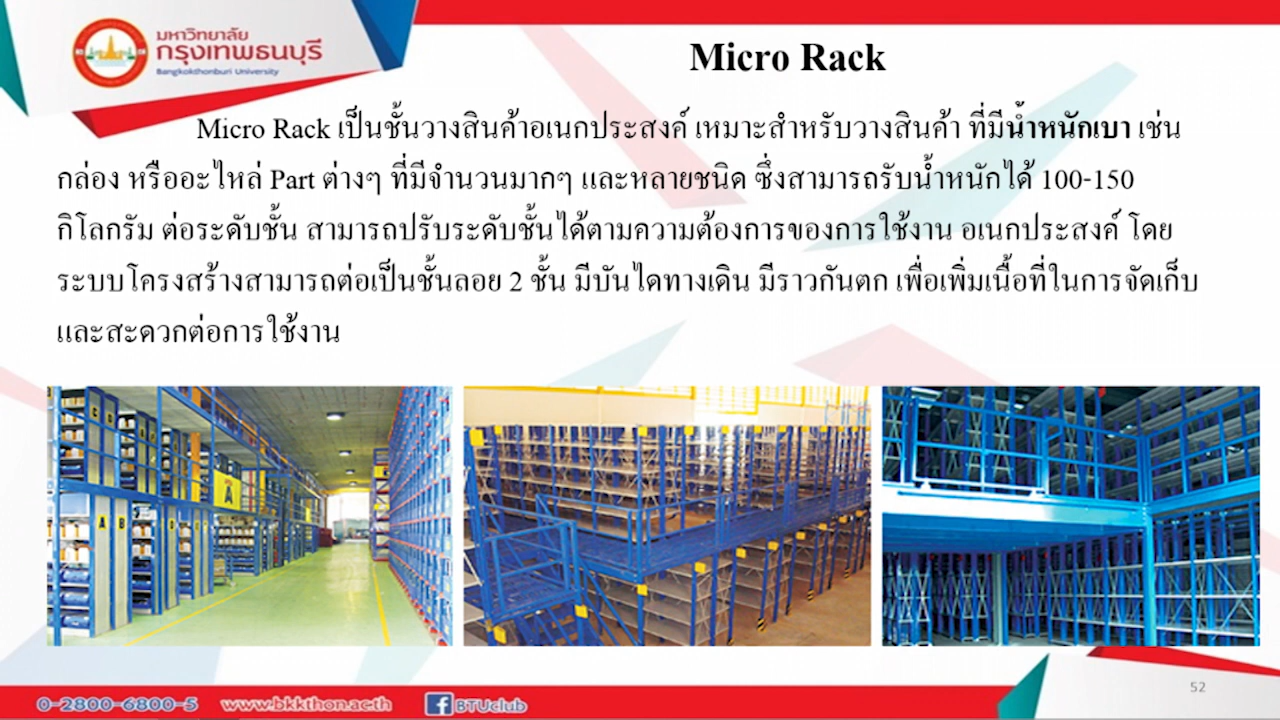 มหาวิทยาลัย
กรุงเทพธนบุรี
Bangkokthonburi University
Micro Rack
Micro Rack เป็นชั้นวางสินค้าอเนกประสงค์ เหมาะสำหรับวางสินค้า ที่มีน้ำหนักเบา เช่น
กล่อง หรืออะไหล่ Part ต่างๆ ที่มีจำนวนมากๆ และหลายชนิด ซึ่งสามารถรับน้ำหนักได้ 100-150
กิโลกรัม ต่อระดับชั้น สามารถปรับระดับชั้นได้ตามความต้องการของการใช้งาน อเนกประสงค์ โดย
ระบบโครงสร้างสามารถต่อเป็นชั้นลอย 2 ชั้น มีบันไดทางเดิน มีราวกันตก เพื่อเพิ่มเนื้อที่ในการจัดเก็บ
และสะดวกต่อการใช้งาน
A
A B
52
0-2800-6800-5 www.bkkthon.ac.th BTUclub